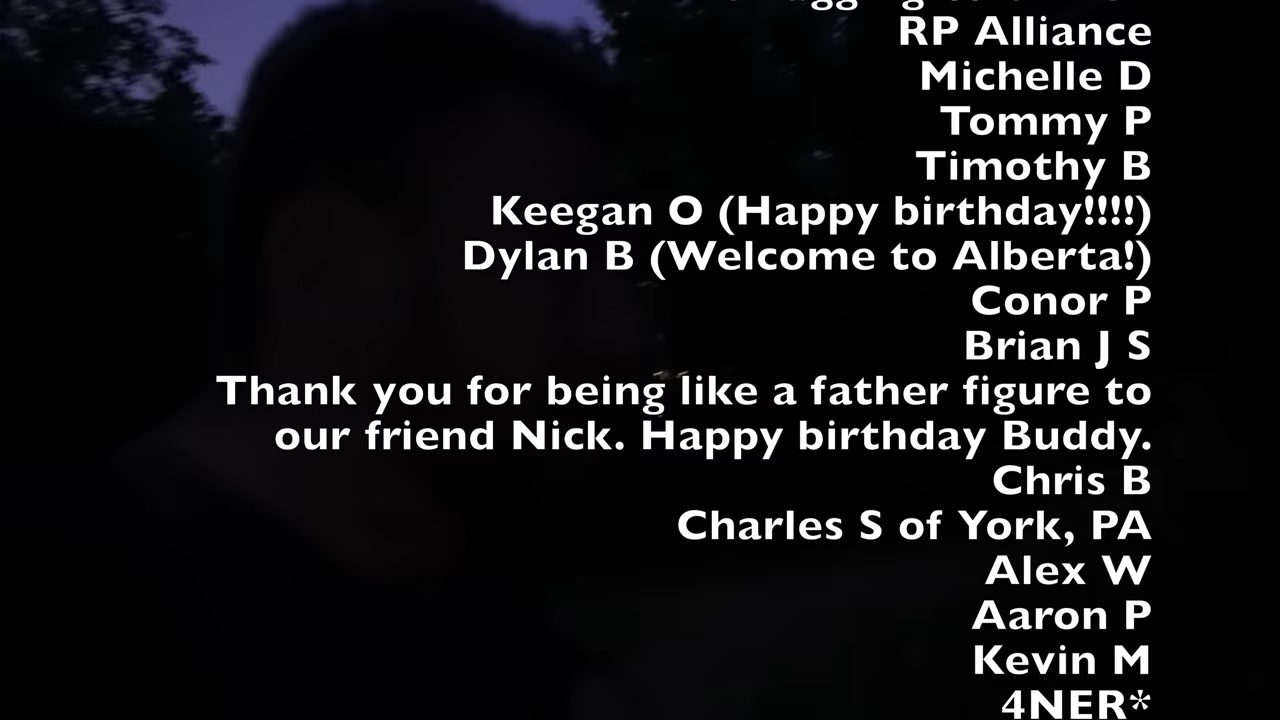 RP Alliance
Michelle D
Tommy P
Timothy B
Keegan O (Happy birthday!!!!)
Dylan B (Welcome to Alberta!)
Conor P
Brian J S
Thank you for being like a father figure to
our friend Nick. Happy birthday Buddy.
Chris B
Charles S of York, PA
Alex W
Aaron P
Kevin M
4NER*